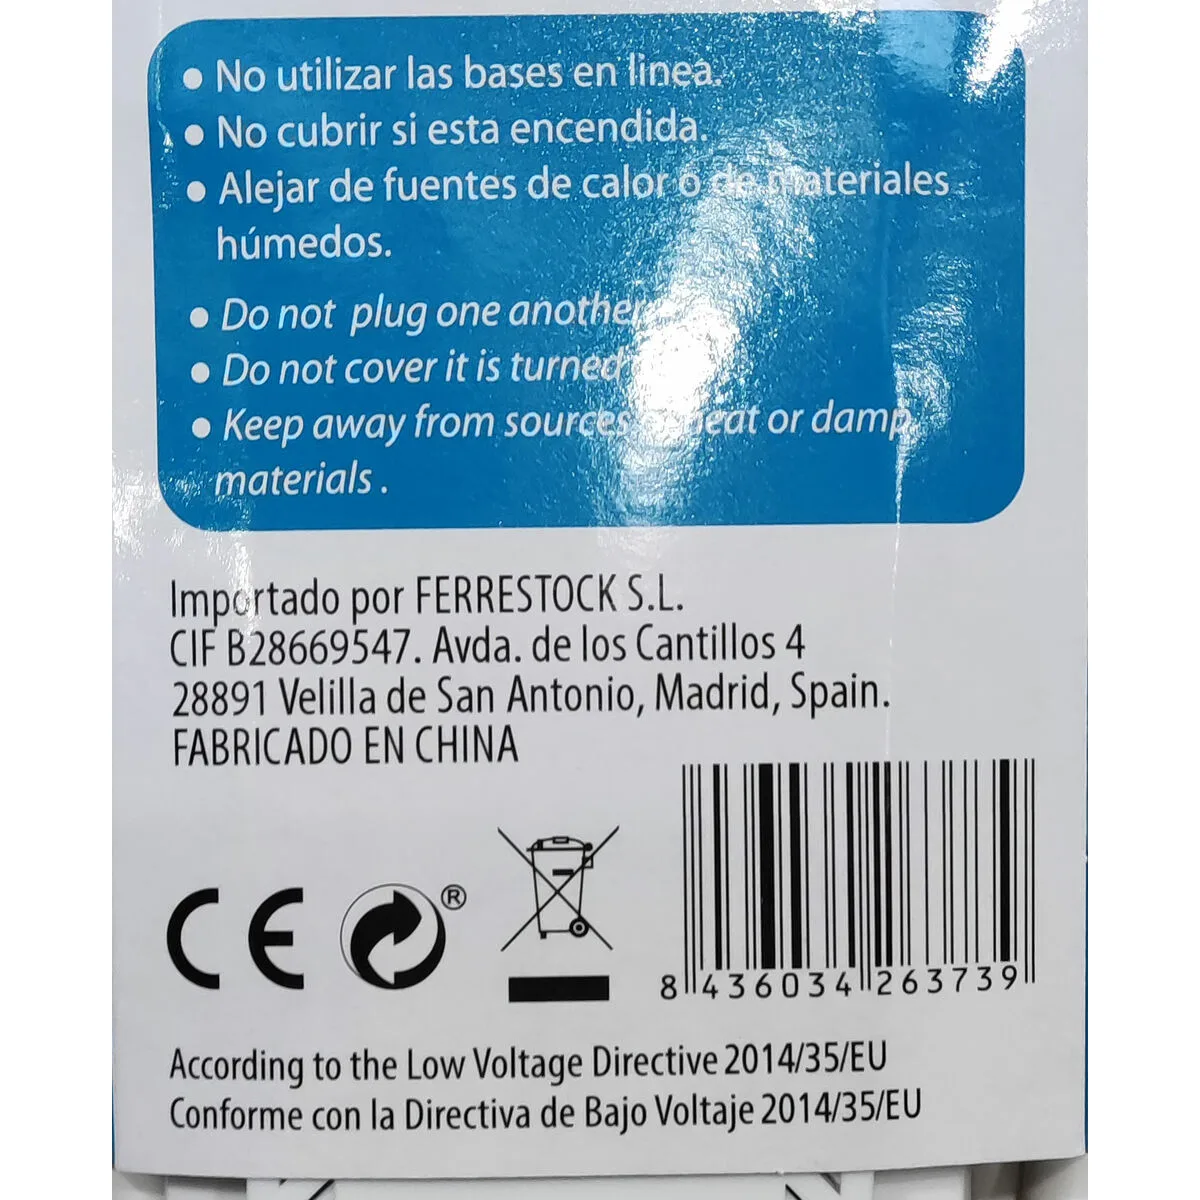 • No utilizar las bases en linea.
• No cubrir si esta encendida.
• Alejar de fuentes de calor ó de materiales
húmedos.
• Do not plug one another
• Do not cover it is turned
• Keep away from sources heat or damp
materials.
Importado por FERRESTOCK S.L.
CIF B28669547. Avda. de los Cantillos 4
28891 Velilla de San Antonio, Madrid, Spain.
FABRICADO EN CHINA
CE ®
8 436034 263739
According to the Low Voltage Directive 2014/35/EU
Conforme con la Directiva de Bajo Voltaje 2014/35/EU